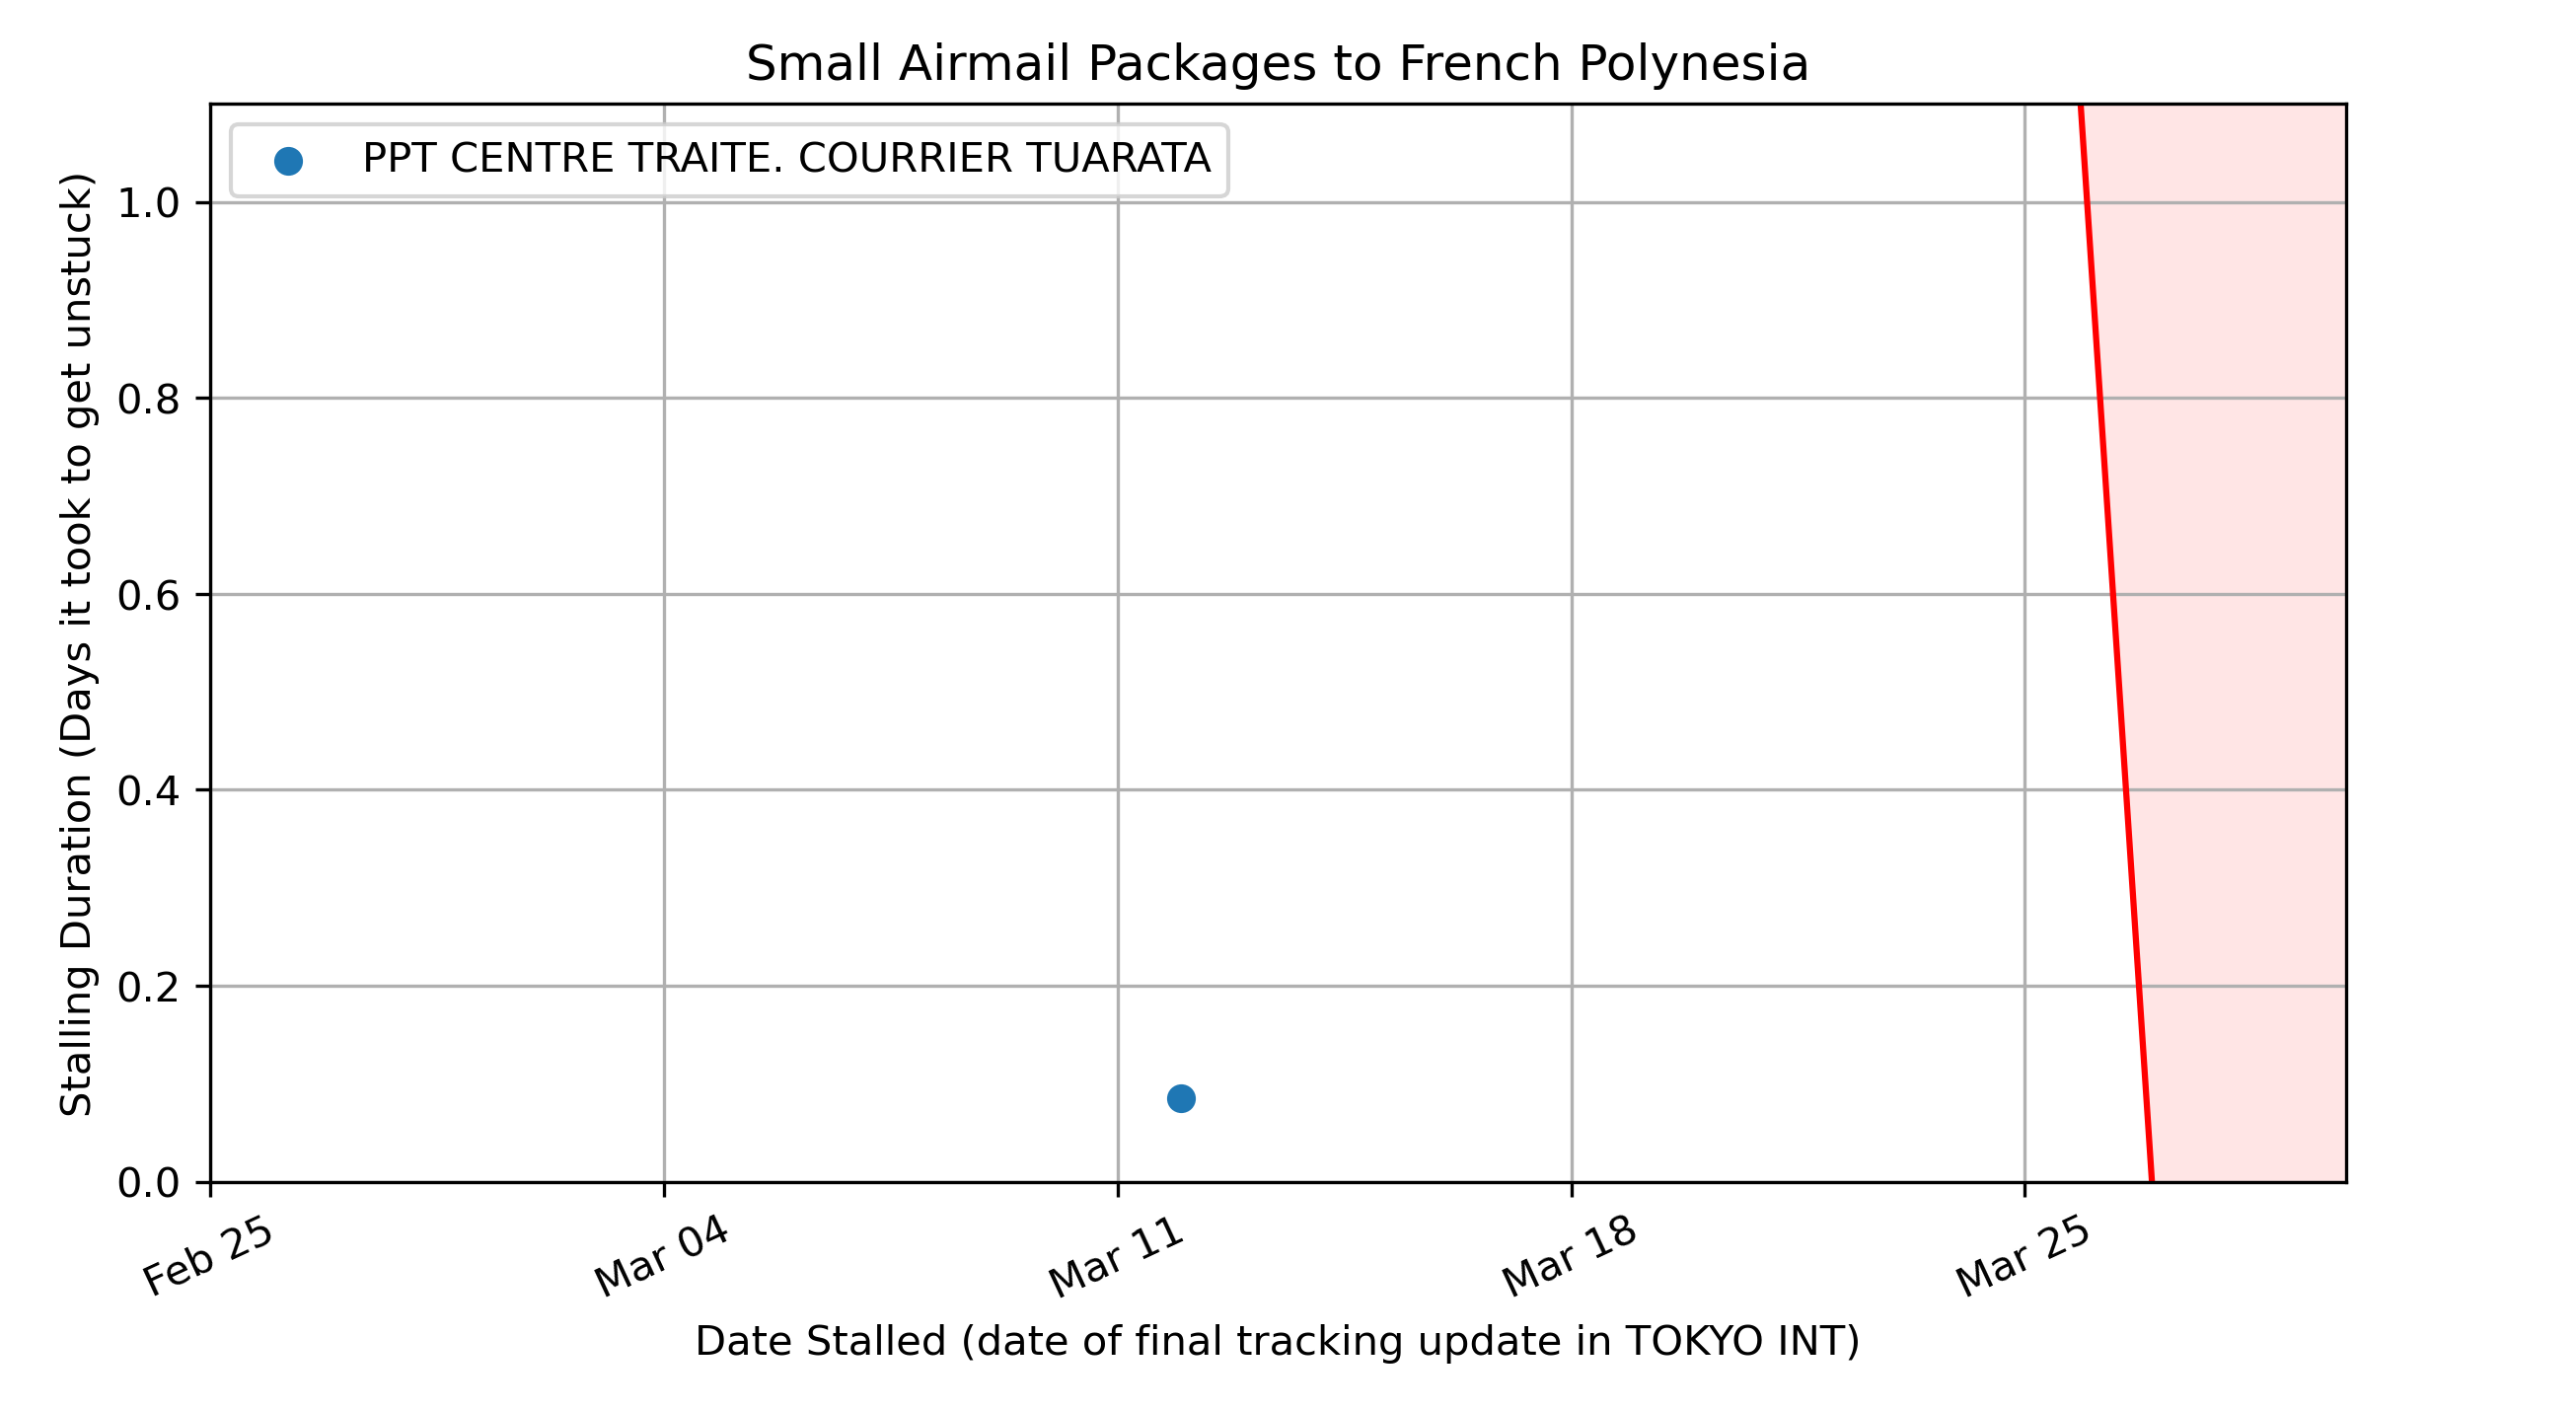 Small Airmail Packages to French Polynesia
PPT CENTRE TRAITE. COURRIER TUARATA
Stalling Duration (Days it took to get unstuck)
1.0
0.8
0.6
0.4
0.2
0.0
Feb 25
Mar 04
Mar 11
Mar 18
Mar 25
Date Stalled (date of final tracking update in TOKYO INT)